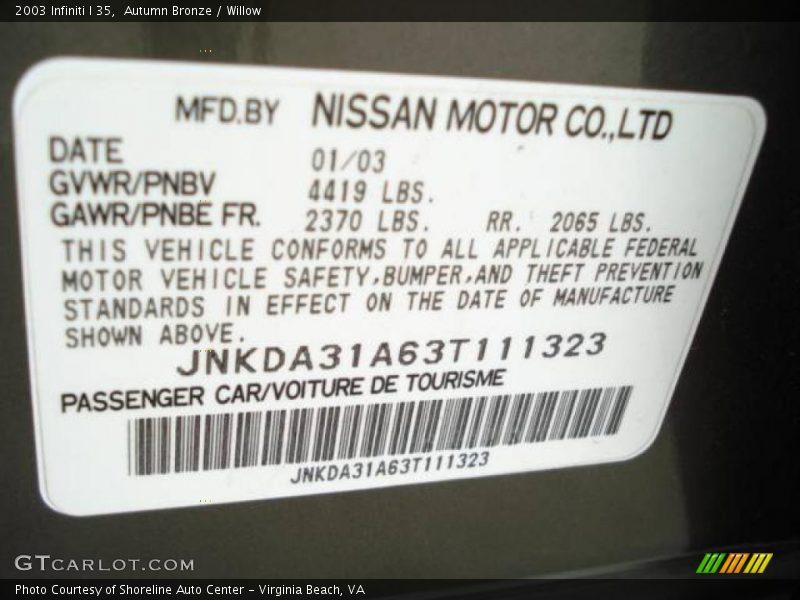 2003 Infiniti I 35, Autumn Bronze / Willow
MFD.BY NISSAN MOTOR CO.,LTD
DATE 01/03
GVWR/PNBV 4419 LBS.
GAWR/PNBE FR. 2370 LBS. RR. 2065 LBS.
THIS VEHICLE CONFORMS TO ALL APPLICABLE FEDERAL
MOTOR VEHICLE SAFETY,BUMPER,AND THEFT PREVENTION
STANDARDS IN EFFECT ON THE DATE OF MANUFACTURE
SHOWN ABOVE.
JNKDA31A63T111323
PASSENGER CAR/VOITURE DE TOURISME
JNKDA31A63T111323
GTCARLOT.COM
Photo Courtesy of Shoreline Auto Center - Virginia Beach, VA